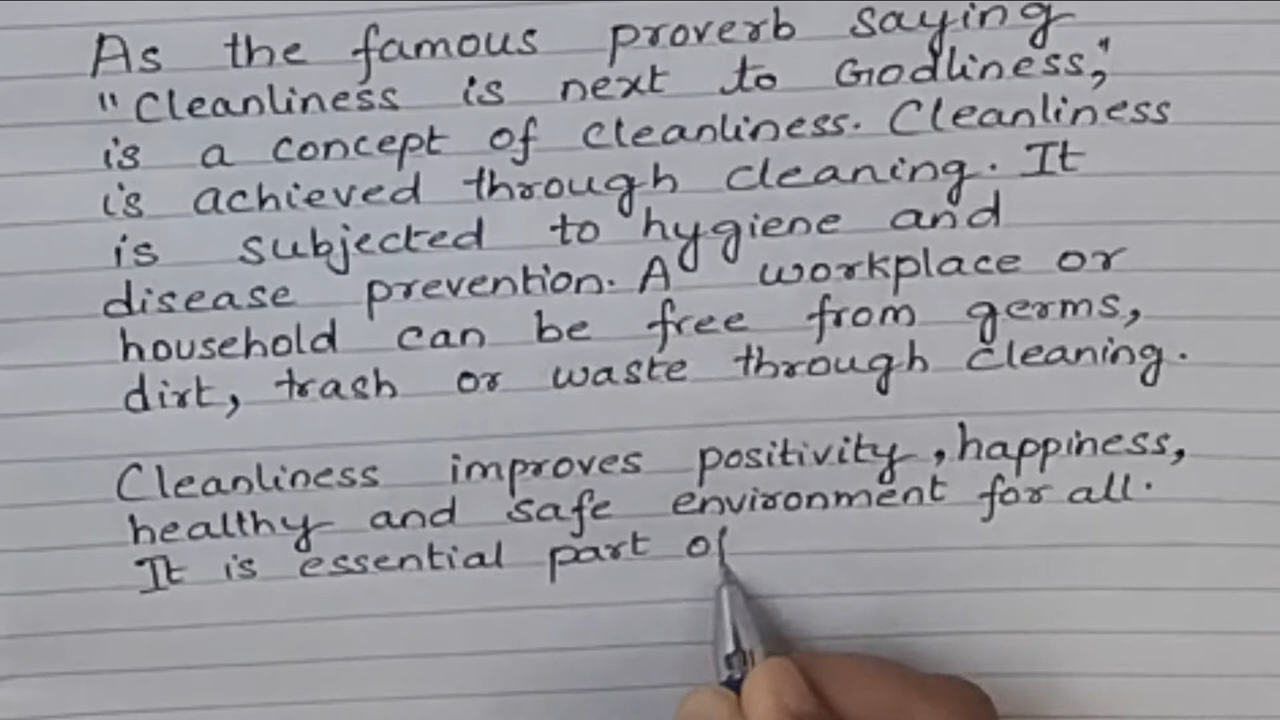 As the famous proverb saying
"Cleanliness is next to Godliness,"
is a concept of cleanliness. Cleanliness
is achieved through cleaning. It
is subjected to hygiene and
disease prevention. A workplace or
household can be free from germs,
dirt, trash or waste through cleaning.
Cleanliness improves positivity, happiness,
healthy and safe environment for all.
It is essential part of